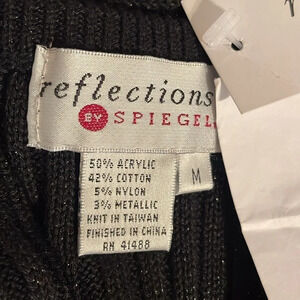 reflections
BY SPIEGEL
50% ACRYLIC
42% COTTON
5% NYLON
3% METALLIC
KNIT IN TAIWAN
FINISHED IN CHINA
RN 41488
M